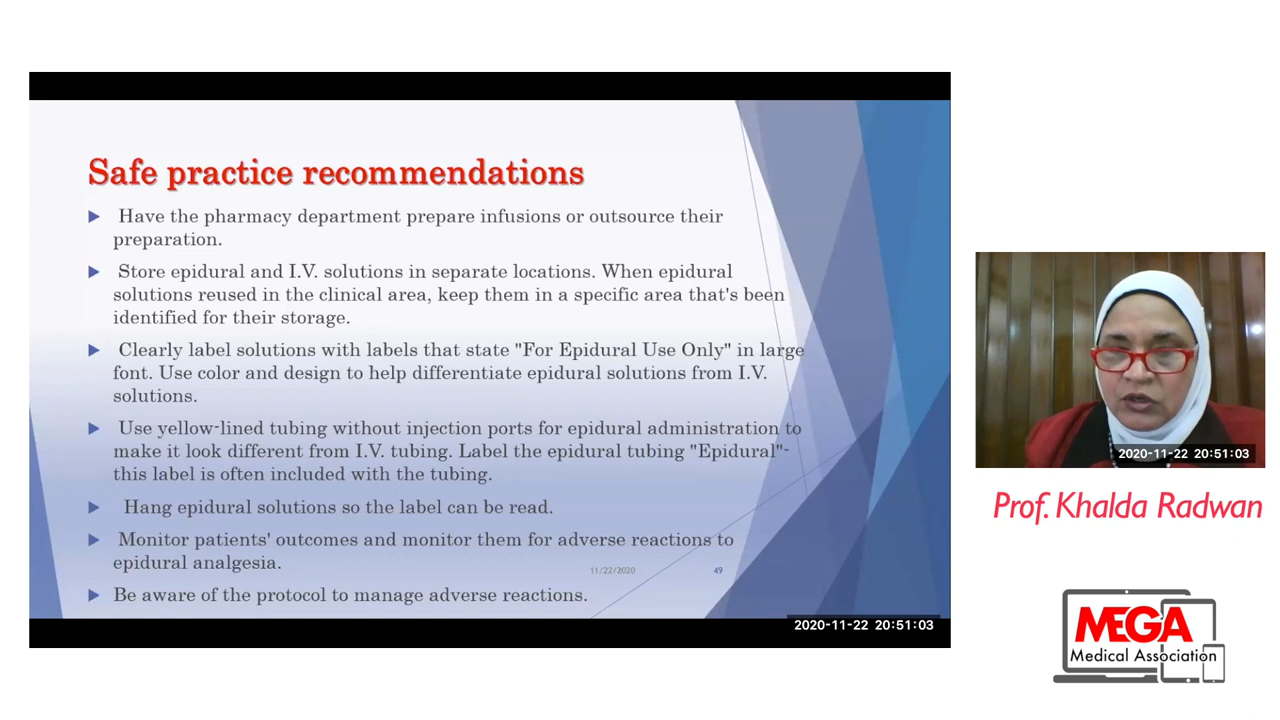 Safe practice recommendations
Have the pharmacy department prepare infusions or outsource their
preparation.
Store epidural and I.V. solutions in separate locations. When epidural
solutions reused in the clinical area, keep them in a specific area that's been
identified for their storage.
Clearly label solutions with labels that state "For Epidural Use Only" in large
font. Use color and design to help differentiate epidural solutions from I.V.
solutions.
Use yellow-lined tubing without injection ports for epidural administration to
make it look different from I.V. tubing. Label the epidural tubing "Epidural"-
this label is often included with the tubing.
Hang epidural solutions so the label can be read.
Monitor patients' outcomes and monitor them for adverse reactions to
epidural analgesia.
11/22/2020 49
Be aware of the protocol to manage adverse reactions.
2020-11-22 20:51:03
2020-11-22 20:51:03
Prof. Khalda Radwan
MEGA
Medical Association